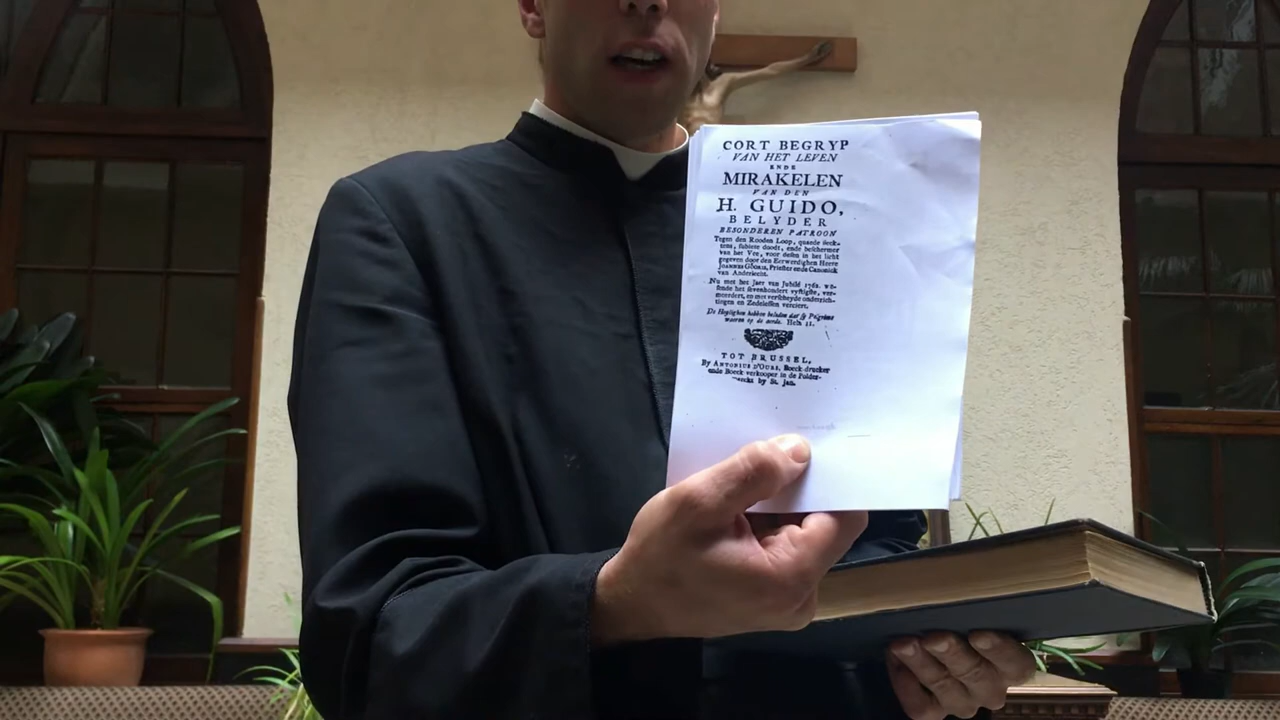 CORT BEGRYP
VAN HET LEVEN
ENDE
MIRAKELEN
VAN DEN
H. GUIDO,
BELYDER
BESONDEREN PATROON
Tegen den Rooden Loop, quaede sieck-
tens, subiete doodt, ende beschermer
van het Vee, voor desen in het licht
gegeven door den Eerweerdighen Heere
JOANNES GOORIS, Priester ende Canonick
van Anderlecht.
Nu met het Jaer van Jubilé 1762. we-
sende het sevenhondert vyftigste, ver-
meerdert, en met verscheyde onderrich-
tingen en Zedelessen verciert.
De Heylighen hebben beleden dat sy Pelgrims
waeren op de aerde. Heb. 11.
TOT BRUSSEL,
By ANTONIUS D'OURS, Boeck-drucker
ende Boeck-verkooper in de Polder-
by St. Jan.